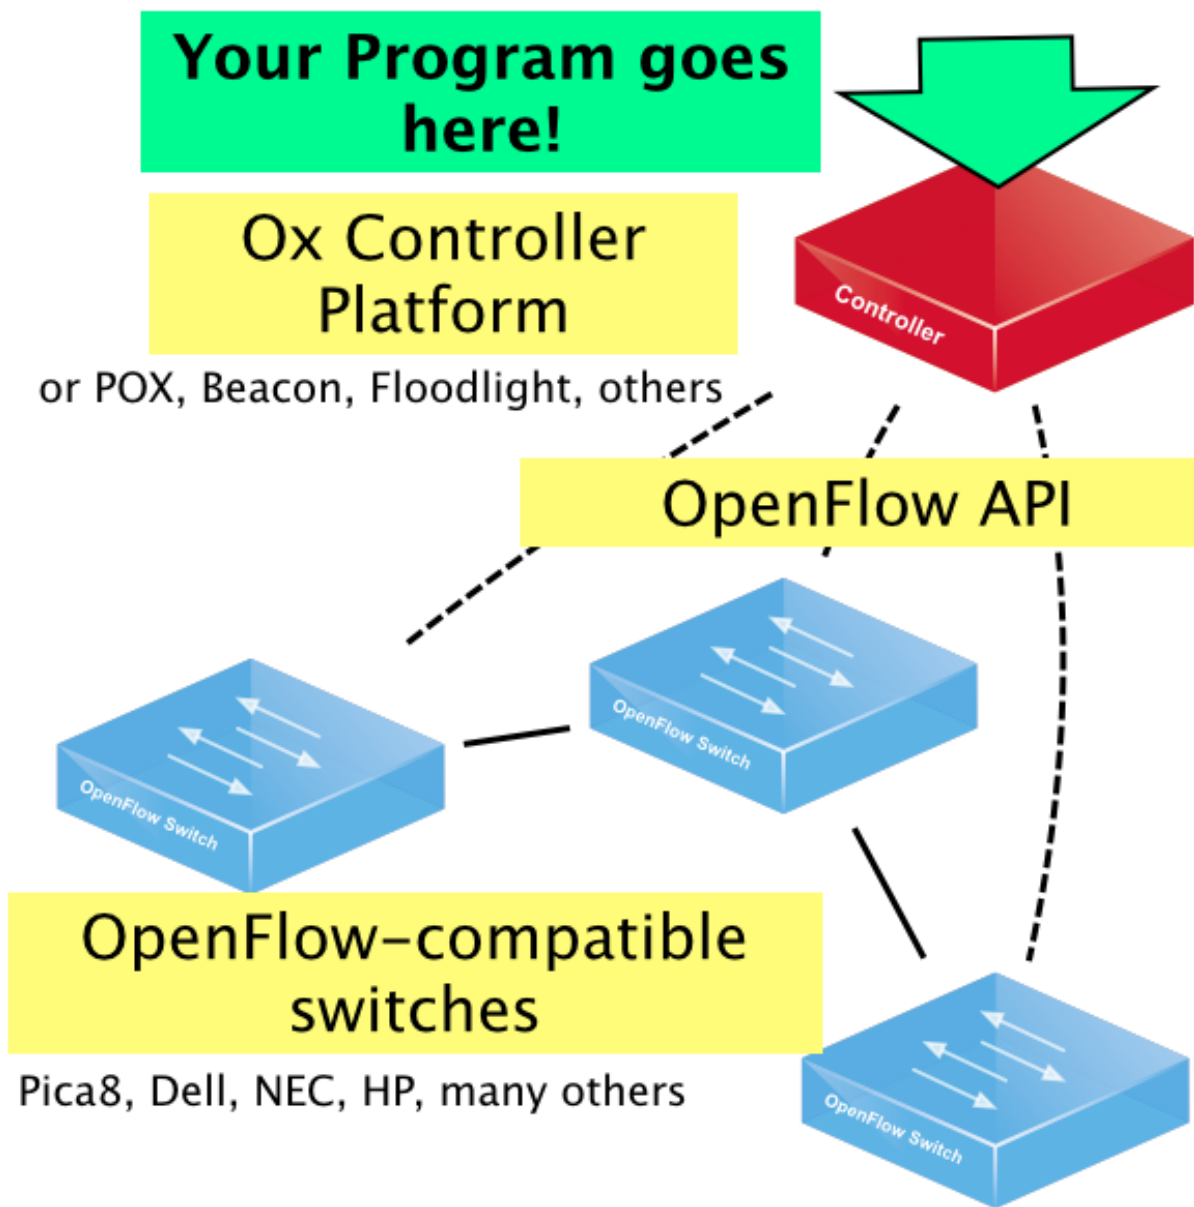 Your Program goes
here!
Ox Controller
Platform
or POX, Beacon, Floodlight, others
Controller
OpenFlow API
OpenFlow Switch
OpenFlow Switch
OpenFlow-compatible
switches
Pica8, Dell, NEC, HP, many others
OpenFlow Switch